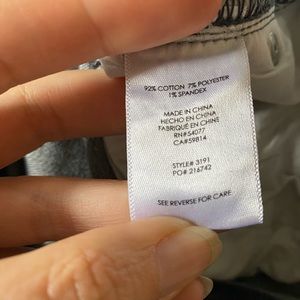 92% COTTON 7% POLYESTER
1% SPANDEX
MADE IN CHINA
HECHO EN CHINA
FABRIQUÉ EN CHINE
RN#54077
CA#59814
STYLE# 3191
PO# 216742
SEE REVERSE FOR CARE